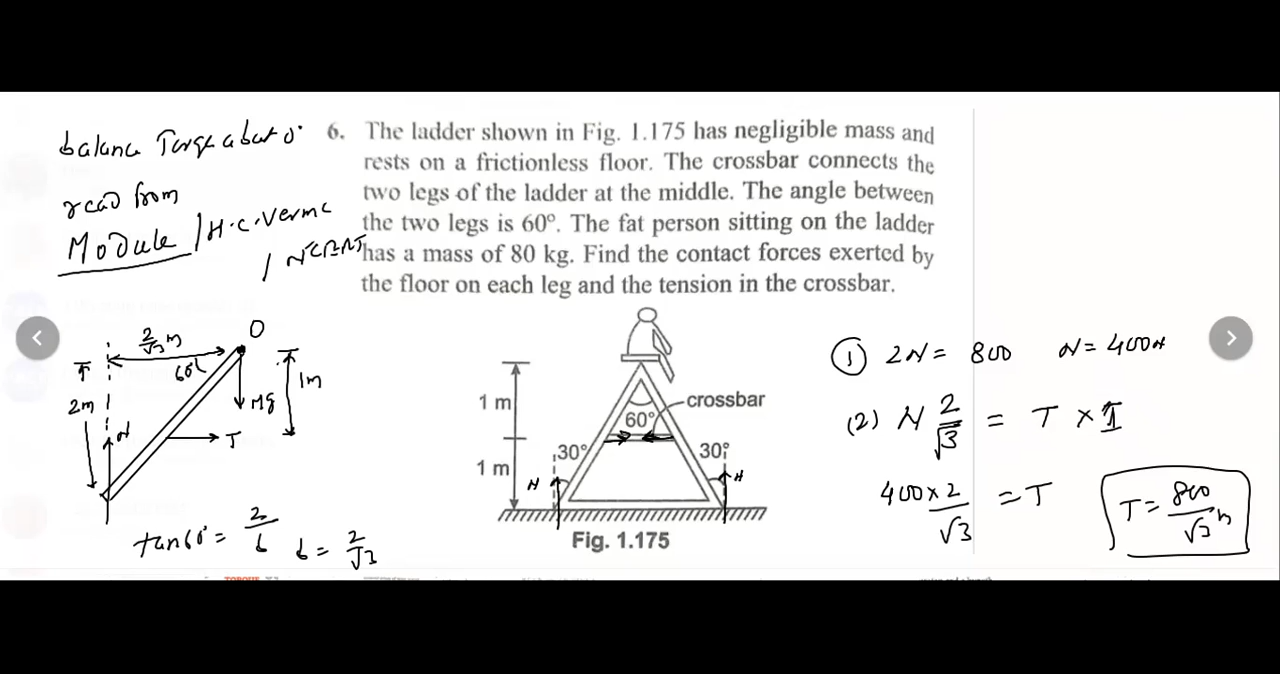 balanc Torqe about o.
read from
Module / H.C.Verma
/ NCERT
6. The ladder shown in Fig. 1.175 has negligible mass and
rests on a frictionless floor. The crossbar connects the
two legs of the ladder at the middle. The angle between
the two legs is 60°. The fat person sitting on the ladder
has a mass of 80 kg. Find the contact forces exerted by
the floor on each leg and the tension in the crossbar.
O
2/√3 m
60°
1m
2m
Mg
N
T
tan60° = 2/b b = 2/√3
1 m
crossbar
60°
30°
30°
1 m
N
N
Fig. 1.175
(1) 2N = 800 N = 400N
(2) N 2/√3 = T × 1
400×2/√3 = T
T = 800/√3 N